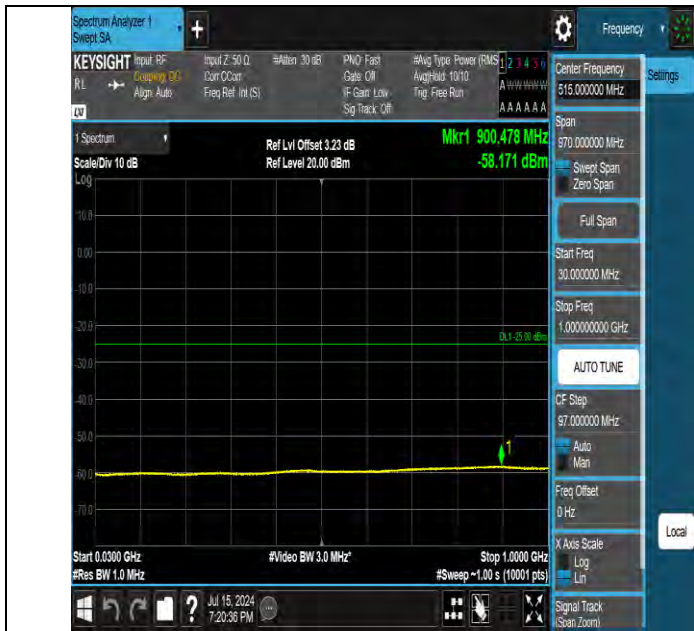 Spectrum Analyzer 1
Swept SA
+
Frequency
KEYSIGHT
RL
LXI
Input: RF
Coupling: DC
Align: Auto
Input Z: 50 Ω
Corr CCorr
Freq Ref: Int (S)
#Atten: 30 dB
PNO: Fast
Gate: Off
IF Gain: Low
Sig Track: Off
#Avg Type: Power (RMS
Avg|Hold: 10/10
Trig: Free Run
1 2 3 4 5 6
A W W W W W
A A A A A A
1 Spectrum
Scale/Div 10 dB
Log
Ref Lvl Offset 3.23 dB
Ref Level 20.00 dBm
Mkr1 900.478 MHz
-58.171 dBm
10.0
0.00
-10.0
-20.0
DL1 -25.00 dBm
-30.0
-40.0
-50.0
1
-60.0
-70.0
Start 0.0300 GHz
#Res BW 1.0 MHz
#Video BW 3.0 MHz*
Stop 1.0000 GHz
#Sweep ~1.00 s (10001 pts)
Center Frequency
515.000000 MHz
Settings
Span
970.000000 MHz
Swept Span
Zero Span
Full Span
Start Freq
30.000000 MHz
Stop Freq
1.000000000 GHz
AUTO TUNE
CF Step
97.000000 MHz
Auto
Man
Freq Offset
0 Hz
X Axis Scale
Log
Lin
Local
Signal Track
(Span Zoom)
?
Jul 15, 2024
7:20:36 PM